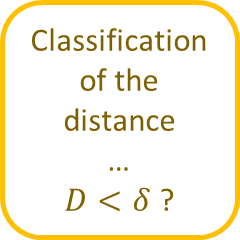 Classification
of the
distance
...
D < δ ?